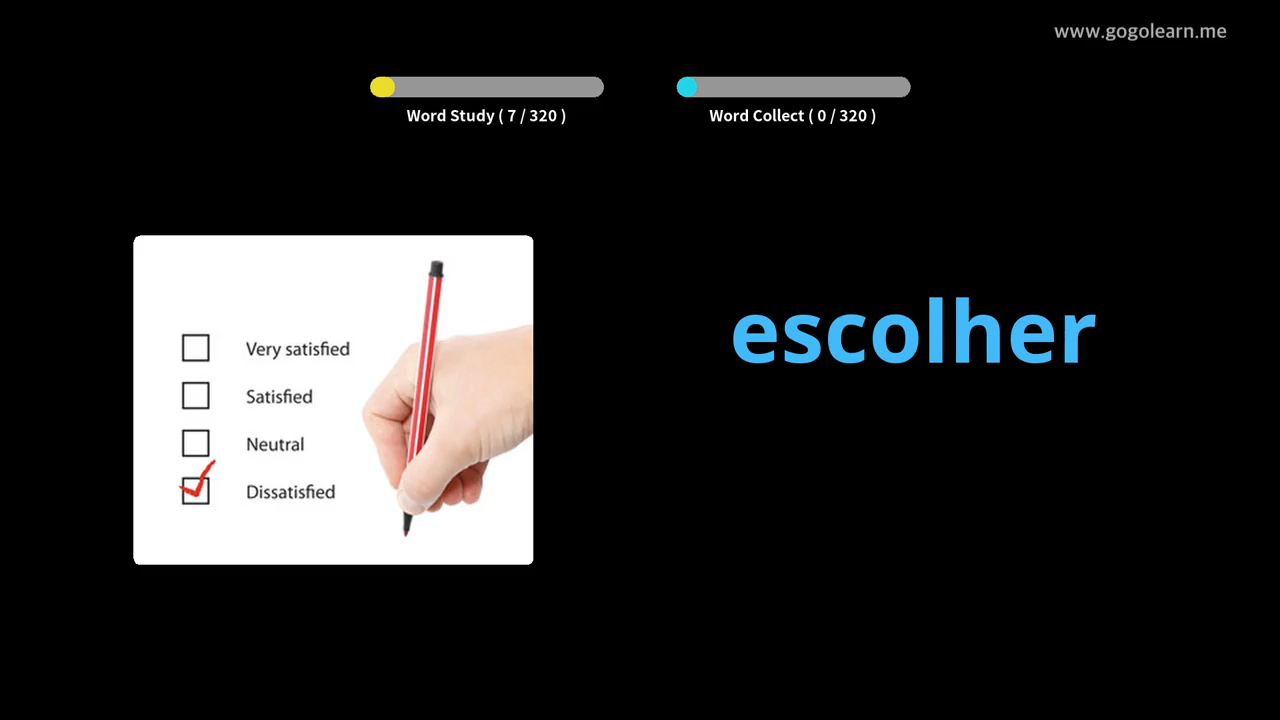 www.gogolearn.me
Word Study ( 7 / 320 )
Word Collect ( 0 / 320 )
escolher
Very satisfied
Satisfied
Neutral
Dissatisfied